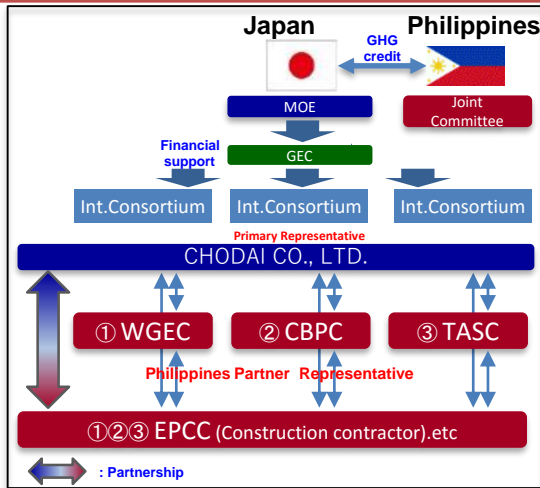 Japan
Philippines
GHG
credit
MOE
Joint
Committee
Financial
support
GEC
Int.Consortium
Int.Consortium
Int.Consortium
Primary Representative
CHODAI CO., LTD.
① WGEC
② CBPC
③ TASC
Philippines Partner Representative
①②③ EPCC (Construction contractor).etc
: Partnership